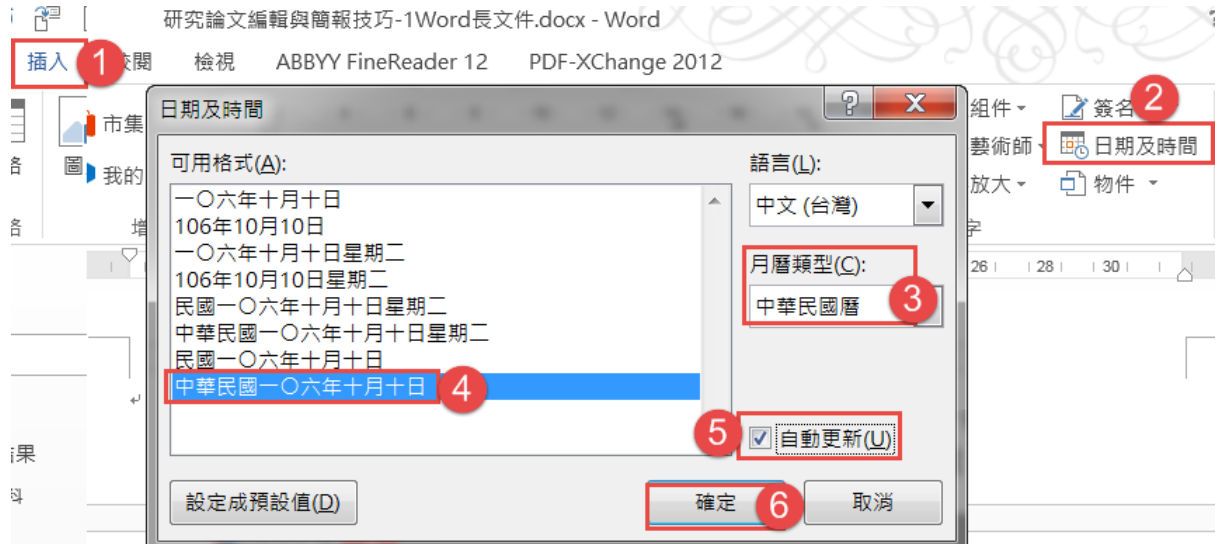 研究論文編輯與簡報技巧-1Word長文件.docx - Word
插入 1 閱 檢視 ABBYY FineReader 12 PDF-XChange 2012
市集
我的
圖
增
日期及時間
可用格式(A):
一○六年十月十日
106年10月10日
一○六年十月十日星期二
106年10月10日星期二
民國一○六年十月十日星期二
中華民國一○六年十月十日星期二
民國一○六年十月十日
中華民國一○六年十月十日 4
語言(L):
中文 (台灣)
月曆類型(C):
中華民國曆 3
5 自動更新(U)
設定成預設值(D)
確定 6 取消
組件 簽名 2
藝術師 日期及時間
放大 物件
字
26 28 30
果